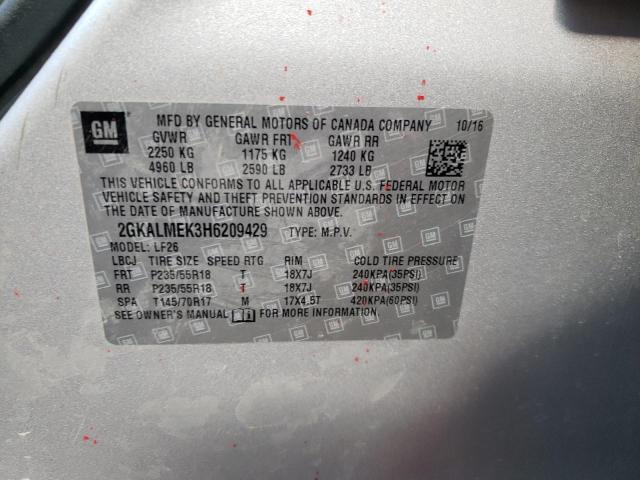 GM
MFD BY GENERAL MOTORS OF CANADA COMPANY 10/16
GVWR GAWR FRT GAWR RR
2250 KG 1175 KG 1240 KG
4960 LB 2590 LB 2733 LB
THIS VEHICLE CONFORMS TO ALL APPLICABLE U.S. FEDERAL MOTOR
VEHICLE SAFETY AND THEFT PREVENTION STANDARDS IN EFFECT ON
THE DATE OF MANUFACTURE SHOWN ABOVE.
2GKALMEK3H6209429 TYPE: M.P.V.
MODEL: LF26
LBCJ TIRE SIZE SPEED RTG RIM COLD TIRE PRESSURE
FRT P235/55R18 T 18X7J 240KPA(35PSI)
RR P235/55R18 T 18X7J 240KPA(35PSI)
SPA T145/70R17 M 17X4.5T 420KPA(60PSI)
SEE OWNER'S MANUAL FOR MORE INFORMATION.